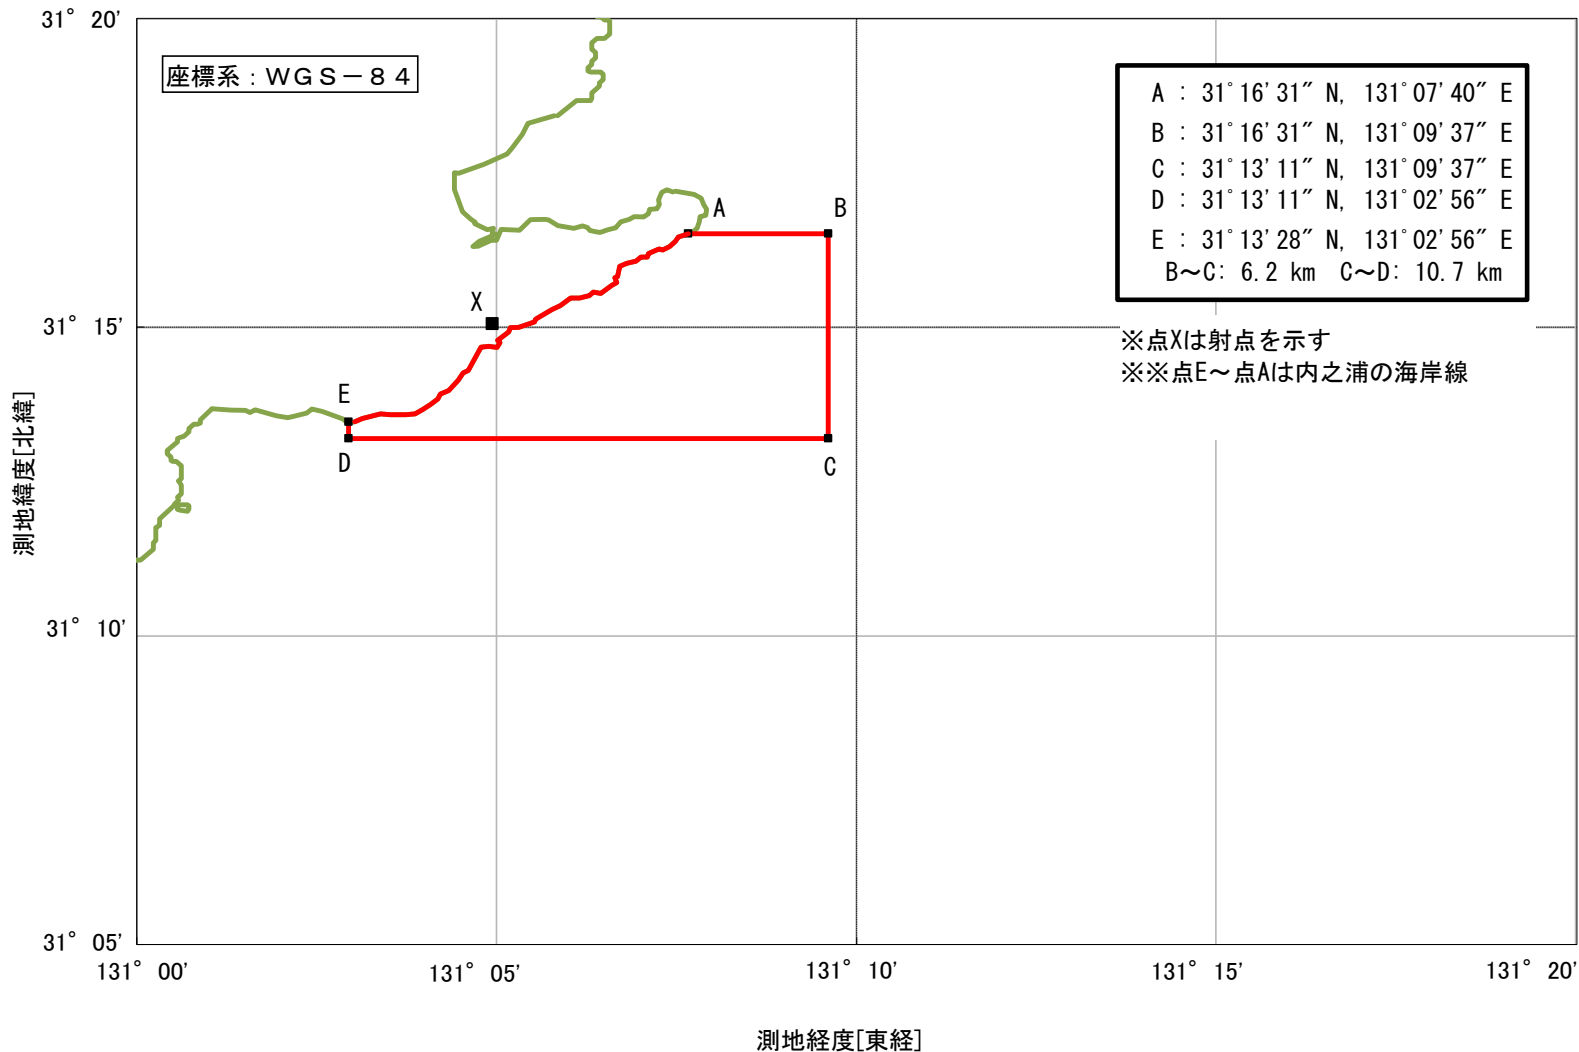 31° 20'
座標系：ＷＧＳ－８４
A : 31°16'31″ N, 131°07'40″ E
B : 31°16'31″ N, 131°09'37″ E
C : 31°13'11″ N, 131°09'37″ E
D : 31°13'11″ N, 131°02'56″ E
E : 31°13'28″ N, 131°02'56″ E
B～C: 6.2 km C～D: 10.7 km
A
B
X
31° 15'
※点Xは射点を示す
※※点E～点Aは内之浦の海岸線
E
D
C
測地緯度[北緯]
31° 10'
31° 05'
131° 00'
131° 05'
131° 10'
131° 15'
131° 20'
測地経度[東経]